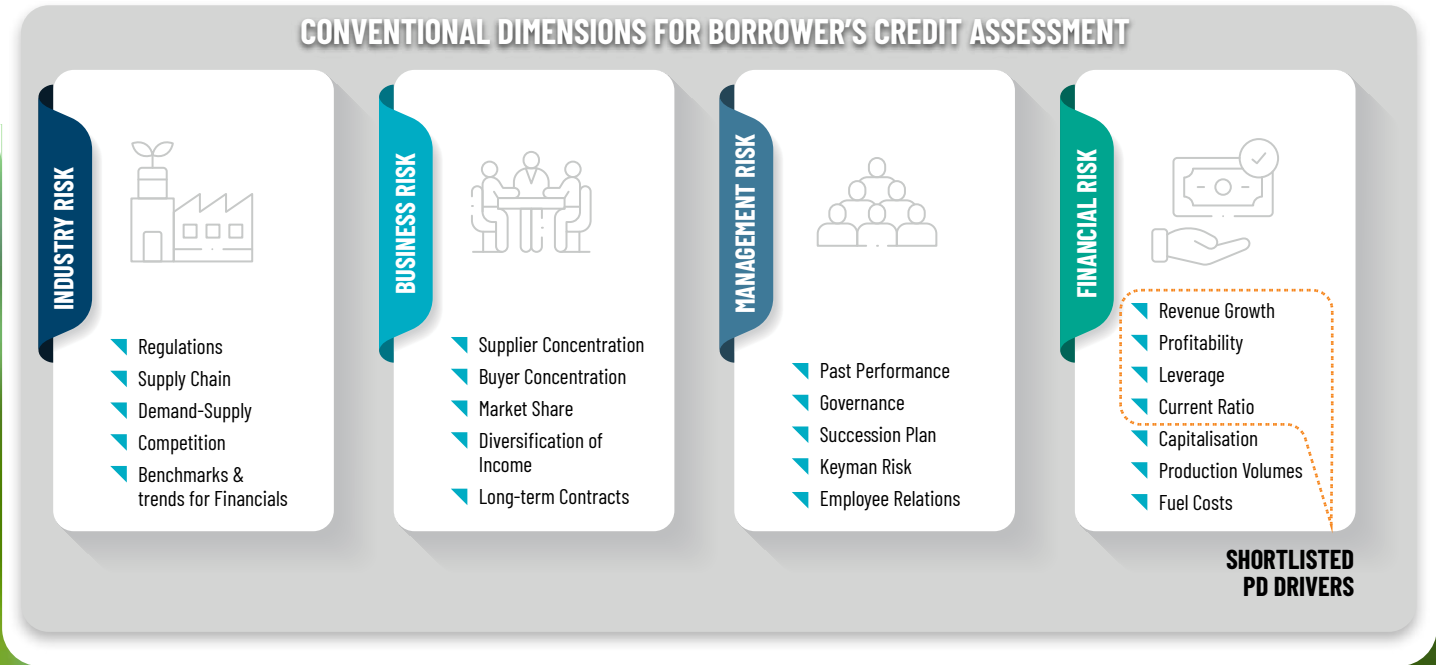 CONVENTIONAL DIMENSIONS FOR BORROWER'S CREDIT ASSESSMENT
INDUSTRY RISK
Regulations
Supply Chain
Demand-Supply
Competition
Benchmarks &
trends for Financials
BUSINESS RISK
Supplier Concentration
Buyer Concentration
Market Share
Diversification of
Income
Long-term Contracts
MANAGEMENT RISK
Past Performance
Governance
Succession Plan
Keyman Risk
Employee Relations
FINANCIAL RISK
Revenue Growth
Profitability
Leverage
Current Ratio
Capitalisation
Production Volumes
Fuel Costs
SHORTLISTED
PD DRIVERS